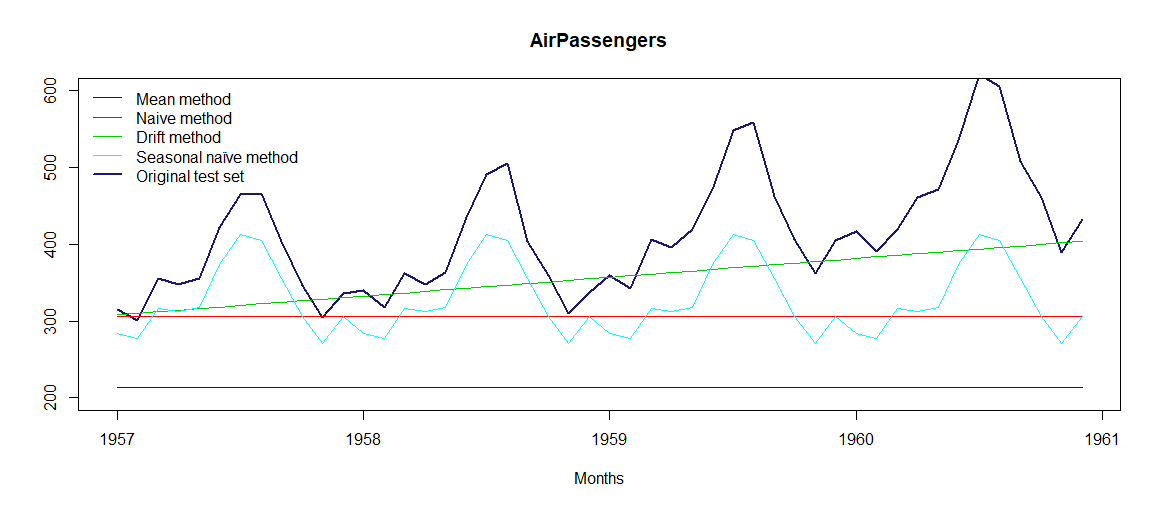 AirPassengers
600
500
400
300
200
Mean method
Naive method
Drift method
Seasonal naïve method
Original test set
1957
1958
1959
1960
1961
Months